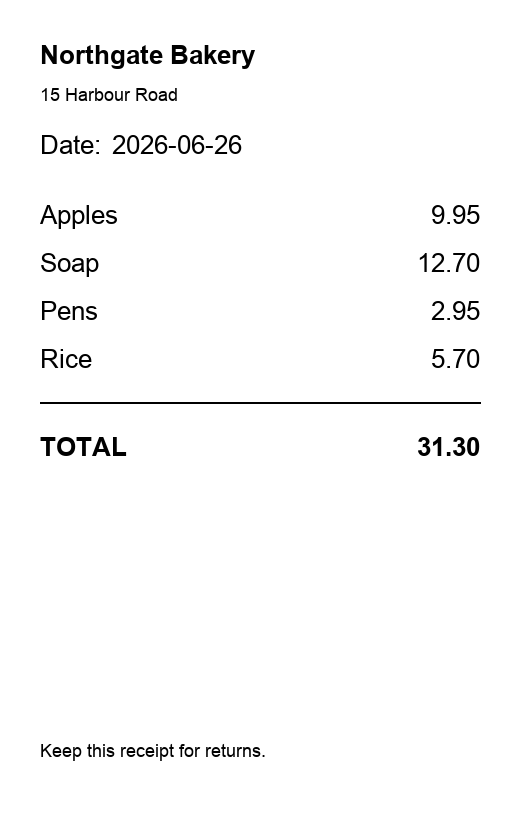 Northgate Bakery
15 Harbour Road
Date: 2026-06-26
Apples 9.95
Soap 12.70
Pens 2.95
Rice 5.70
TOTAL 31.30
Keep this receipt for returns.